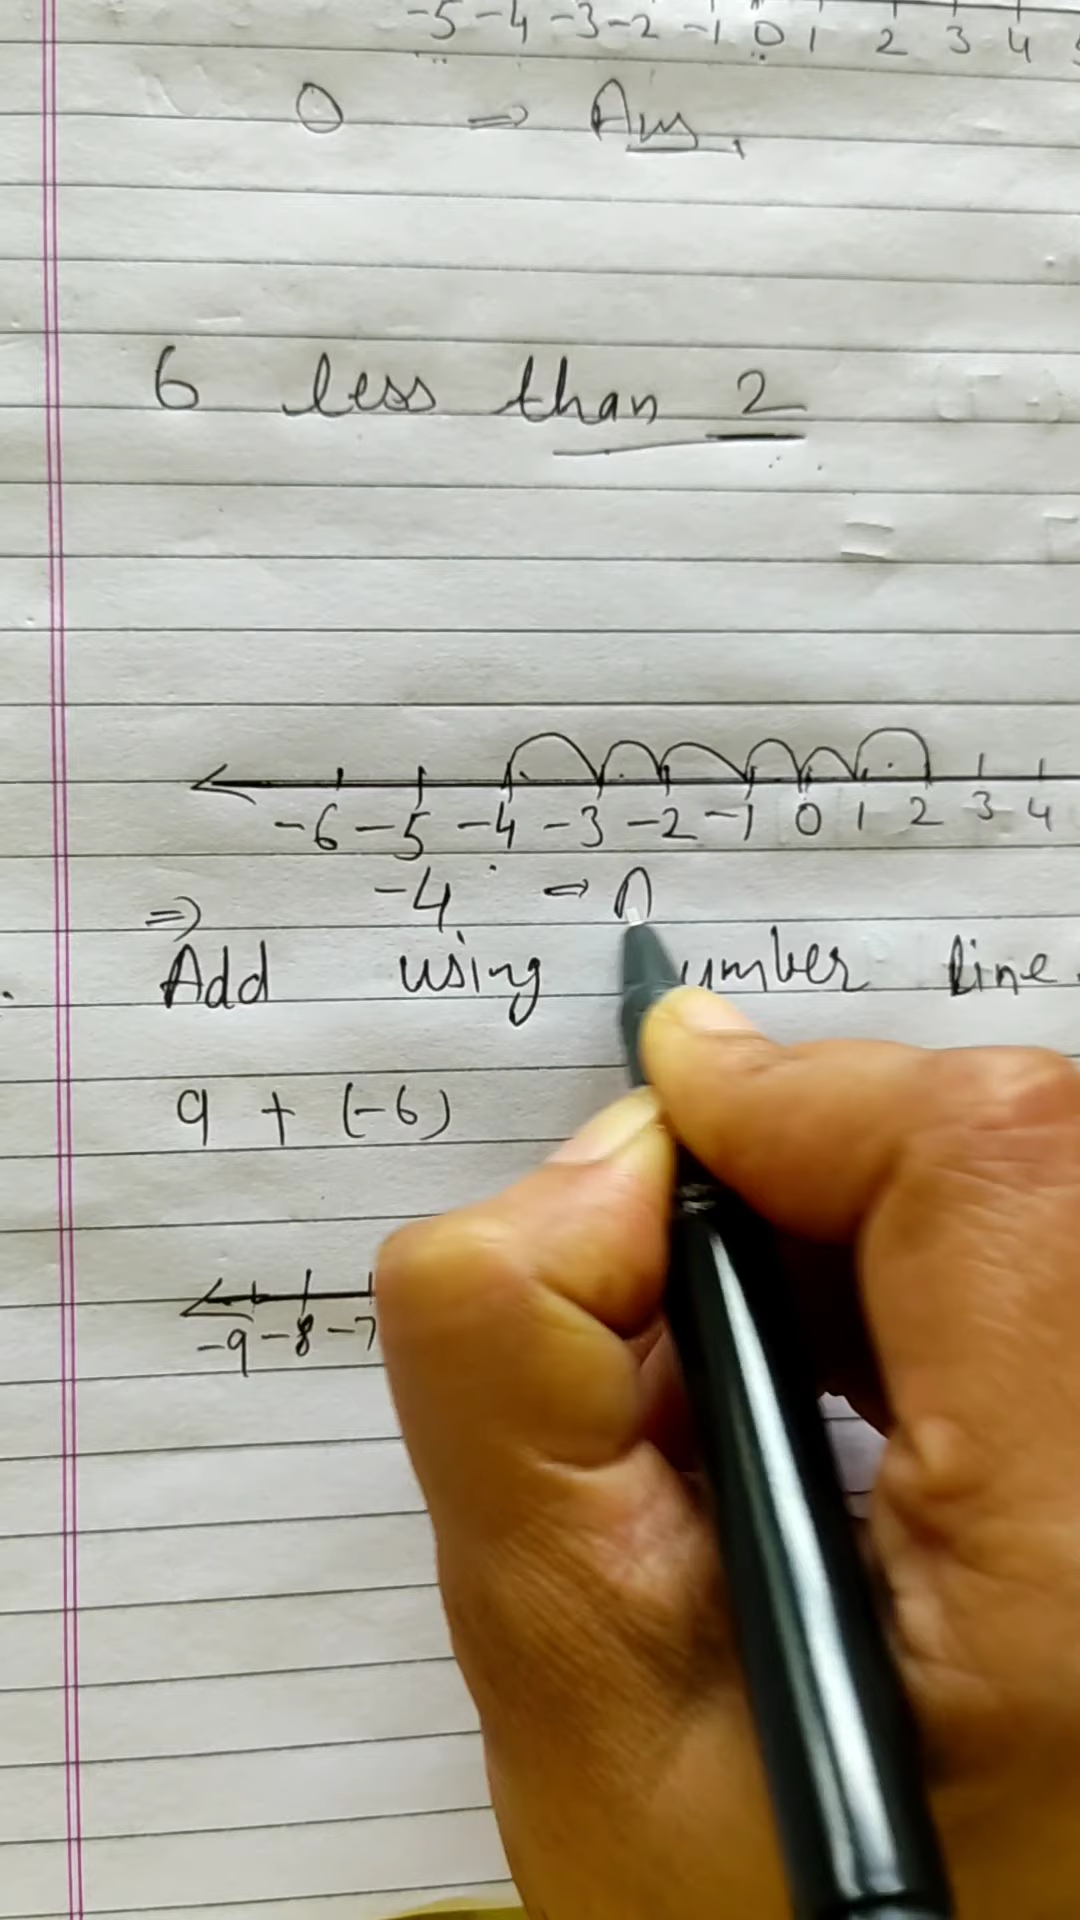 -5 -4 -3 -2 -1 0 1 2 3 4
0 ⇒ Ans.
6 less than 2
-6 -5 -4 -3 -2 -1 0 1 2 3 4
⇒ -4 ⇒
Add using number line.
9 + (-6)
-9 -8 -7